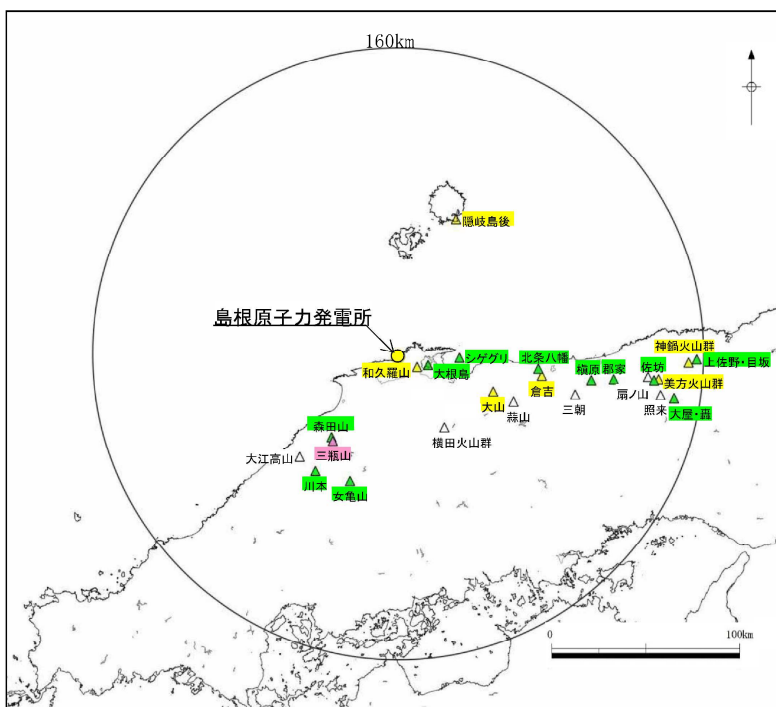 160km
隠岐島後
島根原子力発電所
和久羅山
大根島
シゲグリ
北条八幡
倉吉
大山
蒜山
三朝
槇原
郡家
扇ノ山
佐坊
神鍋火山群
上佐野・目坂
美方火山群
照来
大屋・轟
横田火山群
森田山
三瓶山
大江高山
川本
女亀山
0
100km